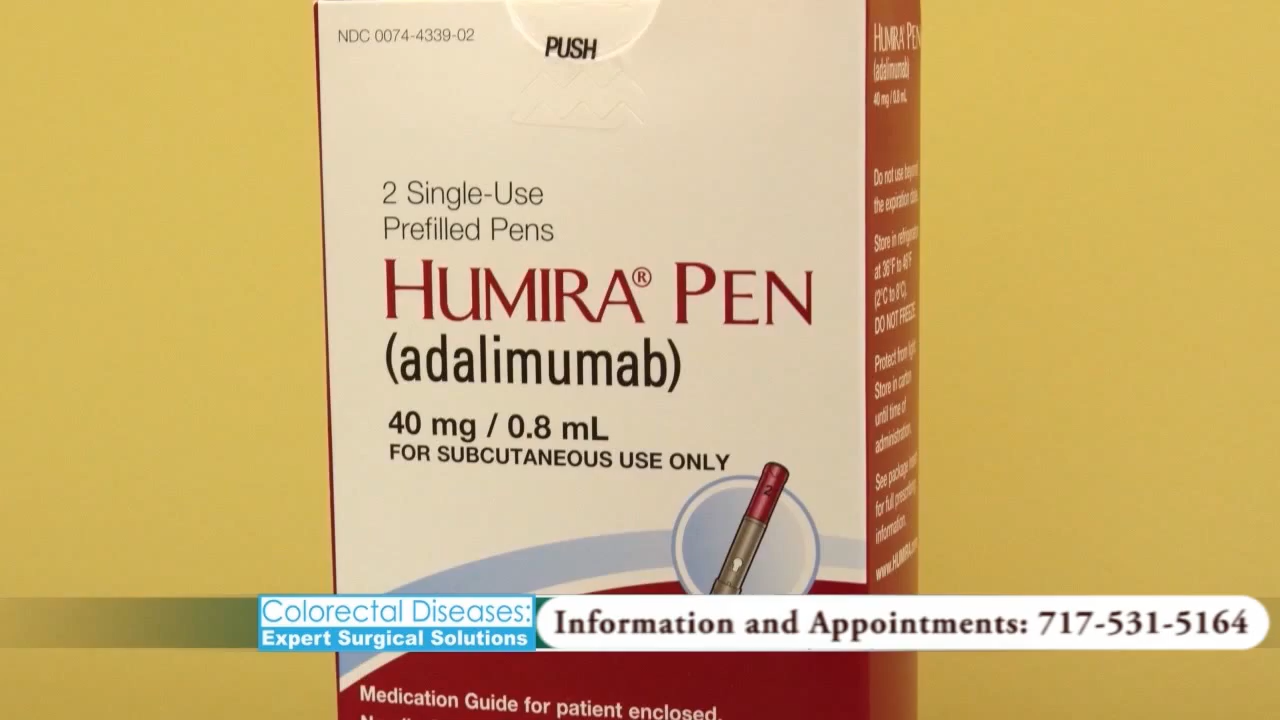 NDC 0074-4339-02
PUSH
2 Single-Use
Prefilled Pens
HUMIRA® PEN
(adalimumab)
40 mg / 0.8 mL
FOR SUBCUTANEOUS USE ONLY
2
Medication Guide for patient enclosed.
HUMIRA® PEN
(adalimumab)
40 mg / 0.8 mL
Do not use beyond
the expiration date.
Store in refrigerator
at 36°F to 46°F
(2°C to 8°C).
DO NOT FREEZE.
Protect from light.
Store in carton
until time of
administration.
See package insert
for full prescribing
information.
www.HUMIRA.com
Colorectal Diseases:
Expert Surgical Solutions
Information and Appointments: 717-531-5164